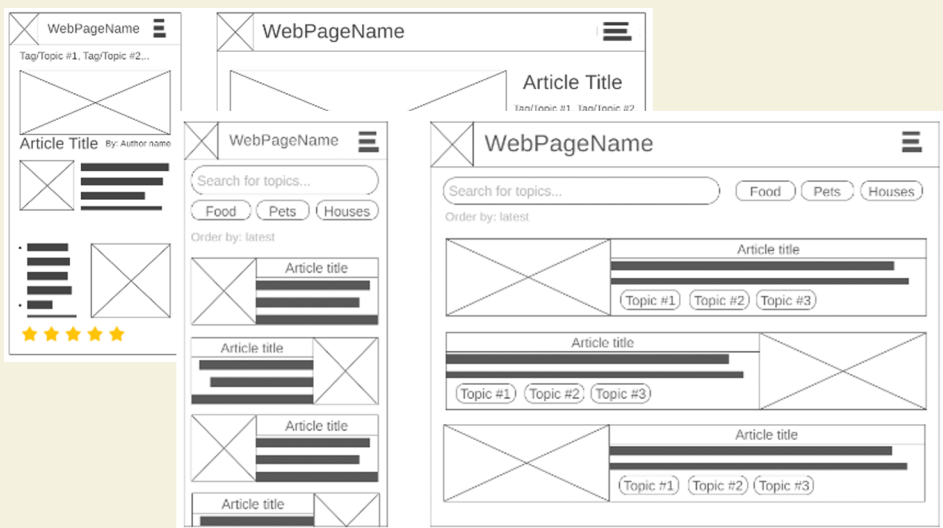 WebPageName
Tag/Topic #1, Tag/Topic #2,..
Article Title By: Author name
WebPageName
Article Title
Tag/Topic #1, Tag/Topic #2
WebPageName
Search for topics...
Food Pets Houses
Order by: latest
Article title
Article title
Article title
Article title
WebPageName
Search for topics...
Food Pets Houses
Order by: latest
Article title
Topic #1 Topic #2 Topic #3
Article title
Topic #1 Topic #2 Topic #3
Article title
Topic #1 Topic #2 Topic #3